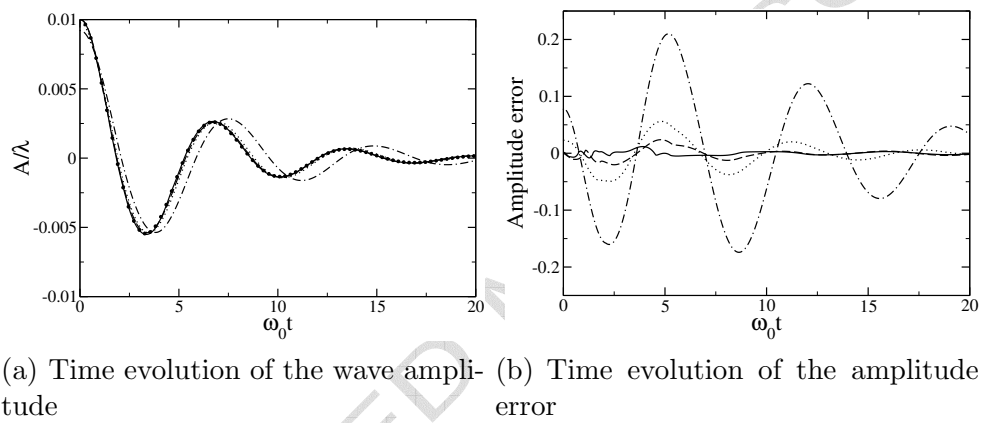 0.01
0.005
0
-0.005
-0.01
A/λ
0 5 10 15 20
ω₀t
0.2
0.1
0
-0.1
-0.2
Amplitude error
0 5 10 15 20
ω₀t
(a) Time evolution of the wave ampli-
tude
(b) Time evolution of the amplitude
error